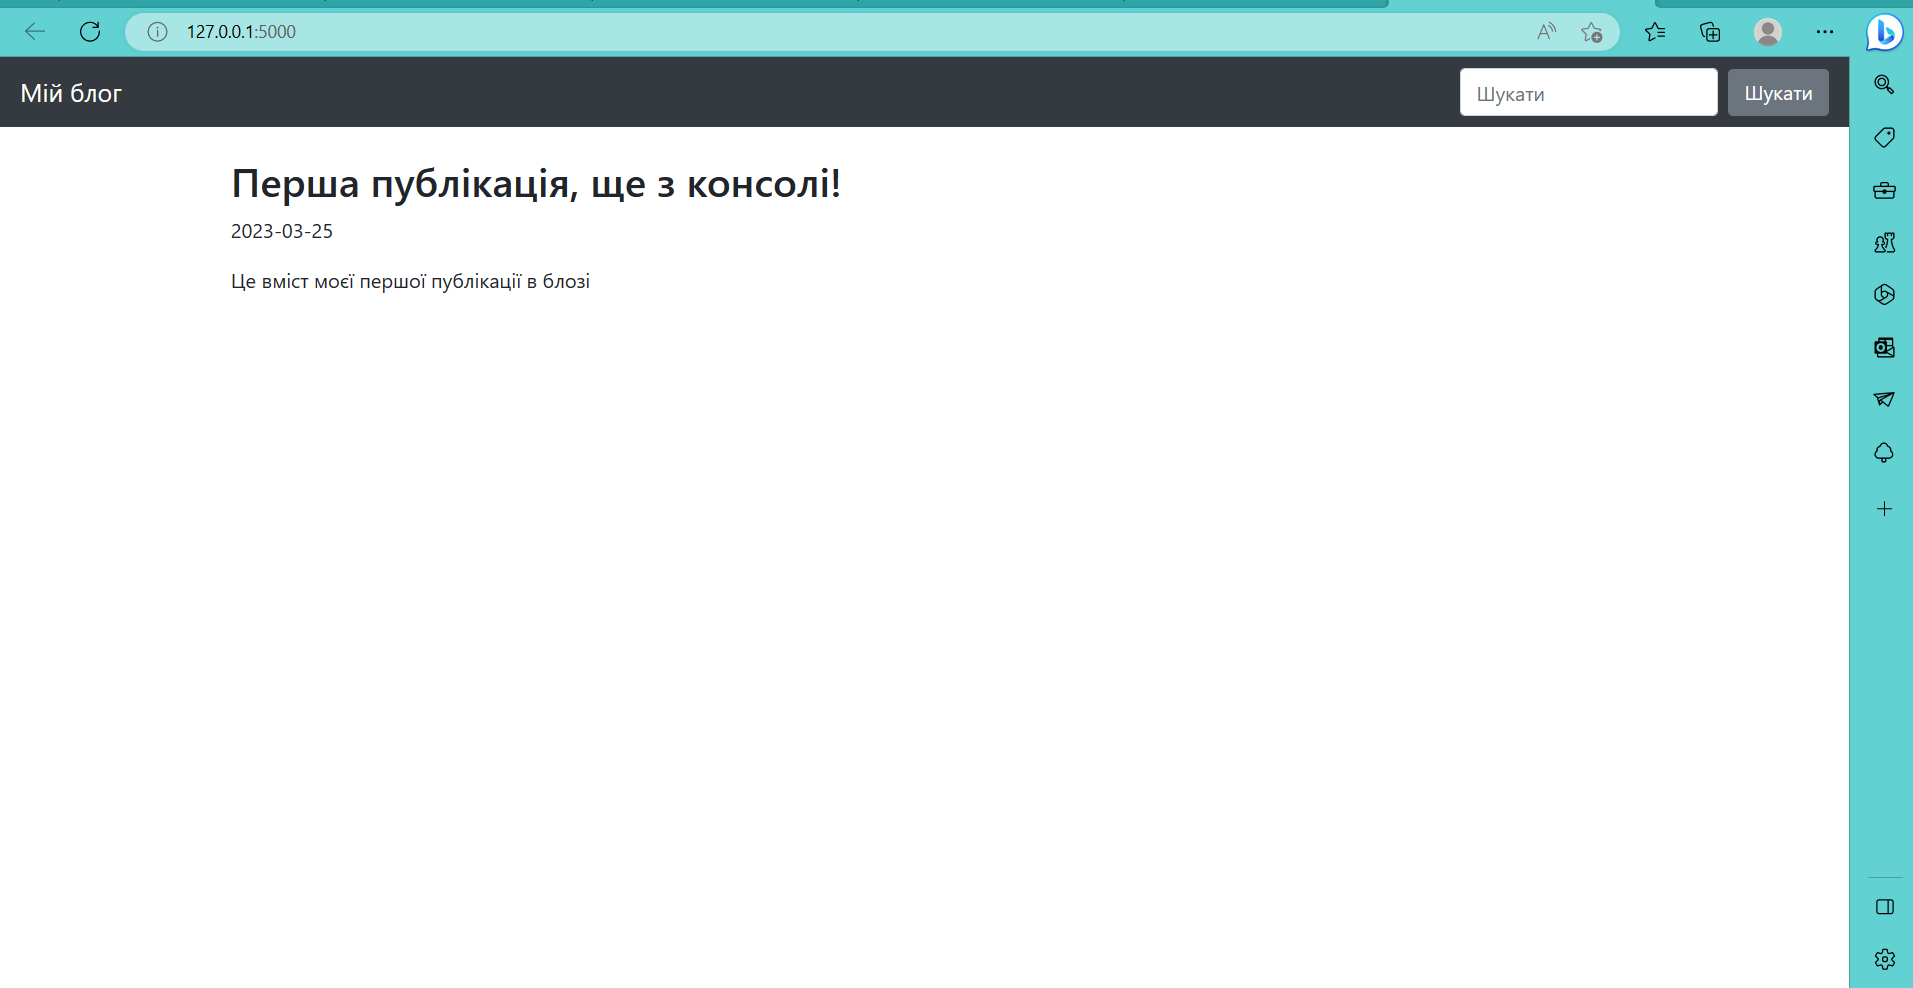 127.0.0.1:5000
Мій блог
Шукати
Шукати
Перша публікація, ще з консолі!
2023-03-25
Це вміст моєї першої публікації в блозі